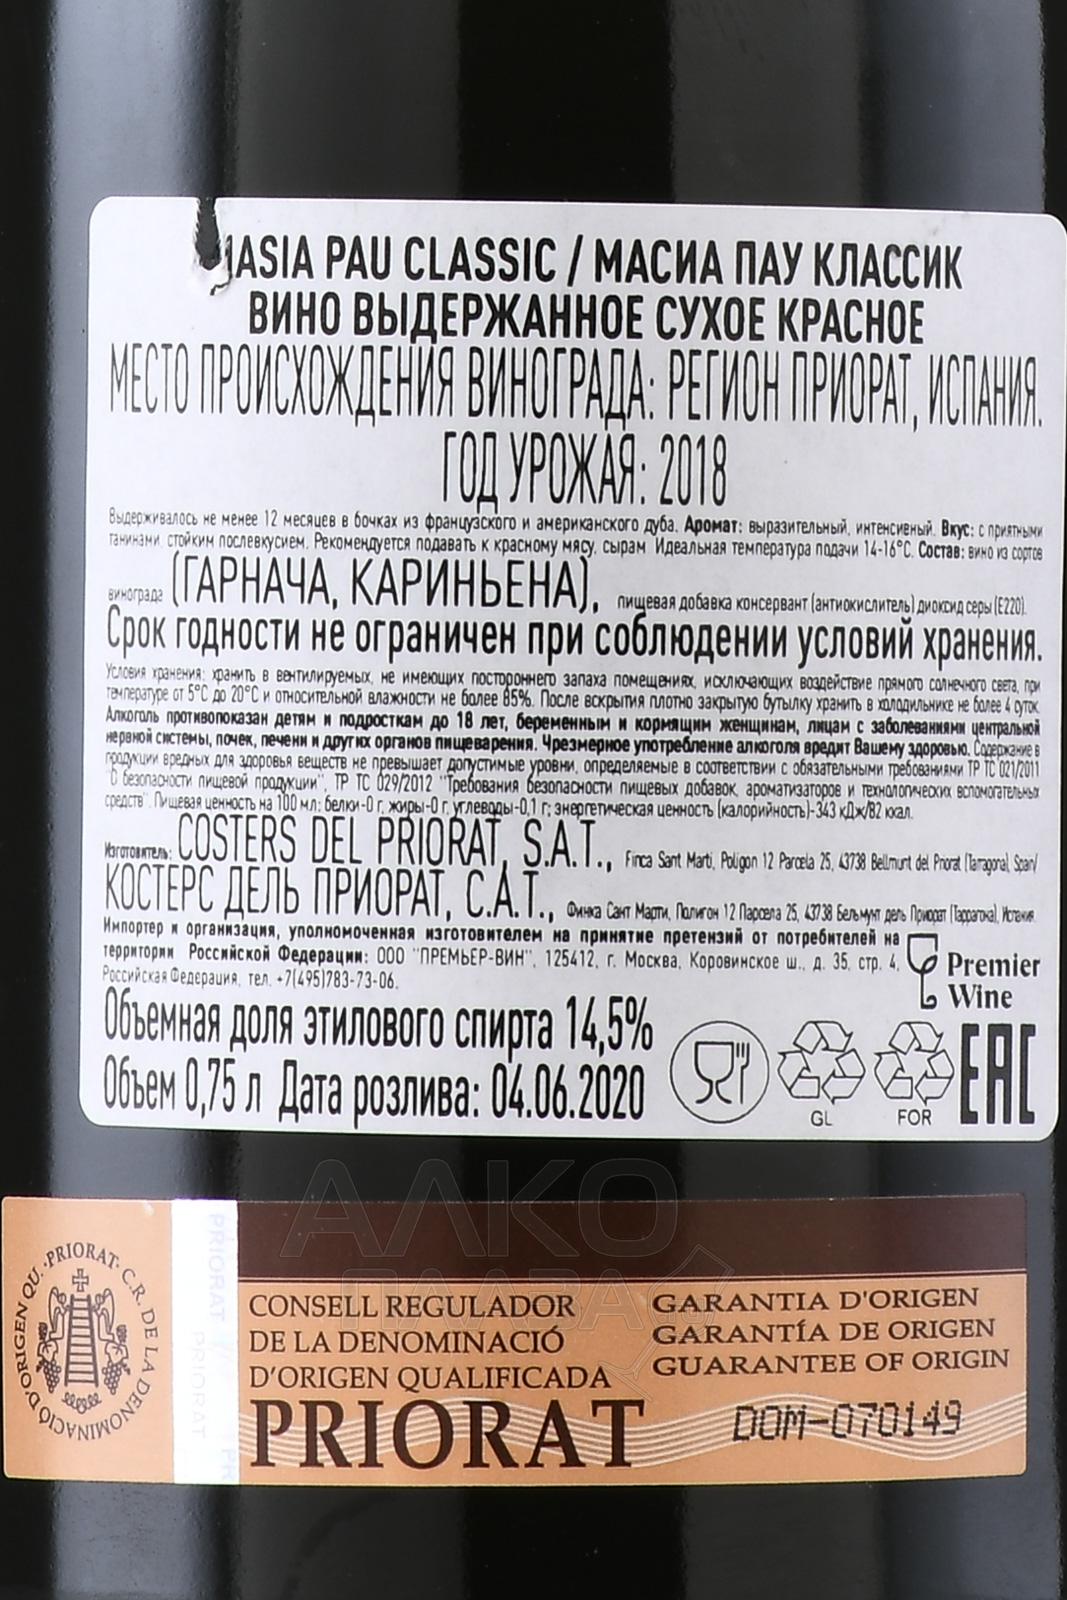 ASIA PAU CLASSIC / МАСИА ПАУ КЛАССИК
ВИНО ВЫДЕРЖАННОЕ СУХОЕ КРАСНОЕ
МЕСТО ПРОИСХОЖДЕНИЯ ВИНОГРАДА: РЕГИОН ПРИОРАТ, ИСПАНИЯ.
ГОД УРОЖАЯ: 2018
Выдерживалось не менее 12 месяцев в бочках из французского и американского дуба. Аромат: выразительный, интенсивный. Вкус: с приятными
танинами, стойким послевкусием. Рекомендуется подавать к красному мясу, сырам. Идеальная температура подачи 14-16°С. Состав: вино из сортов
винограда (ГАРНАЧА, КАРИНЬЕНА), пищевая добавка консервант (антиокислитель) диоксид серы (Е220).
Срок годности не ограничен при соблюдении условий хранения.
Условия хранения: хранить в вентилируемых, не имеющих постороннего запаха помещениях, исключающих воздействие прямого солнечного света, при
температуре от 5°С до 20°С и относительной влажности не более 85%. После вскрытия плотно закрытую бутылку хранить в холодильнике не более 4 суток.
Алкоголь противопоказан детям и подросткам до 18 лет, беременным и кормящим женщинам, лицам с заболеваниями центральной
нервной системы, почек, печени и других органов пищеварения. Чрезмерное употребление алкоголя вредит Вашему здоровью. Содержание в
продукции вредных для здоровья веществ не превышает допустимые уровни, определяемые в соответствии с обязательными требованиями ТР ТС 021/2011
"О безопасности пищевой продукции", ТР ТС 029/2012 "Требования безопасности пищевых добавок, ароматизаторов и технологических вспомогательных
средств". Пищевая ценность на 100 мл: белки-0 г, жиры-0 г, углеводы-0,1 г; энергетическая ценность (калорийность)-343 кДж/82 ккал.
Изготовитель: COSTERS DEL PRIORAT, S.A.T., Finca Sant Marti, Poligon 12 Parcela 25, 43738 Bellmunt del Priorat (Tarragona), Spain/
КОСТЕРС ДЕЛЬ ПРИОРАТ, С.А.Т., Финка Сант Марти, Полигон 12 Парсела 25, 43738 Бельмунт дель Приорат (Таррагона), Испания.
Импортер и организация, уполномоченная изготовителем на принятие претензий от потребителей на
территории Российской Федерации: ООО "ПРЕМЬЕР-ВИН", 125412, г. Москва, Коровинское ш., д. 35, стр. 4,
Российская Федерация, тел. +7(495)783-73-06.
Premier
Wine
Объемная доля этилового спирта 14,5%
Объем 0,75 л Дата розлива: 04.06.2020
GL
FOR
EAC
АЛКО
ПЛАЗА
·PRIORAT· C.R. DE LA DENOMINACIÓ D'ORIGEN QU.
PRIORAT
PRIORAT
PR
CONSELL REGULADOR
DE LA DENOMINACIÓ
D'ORIGEN QUALIFICADA
PRIORAT
GARANTIA D'ORIGEN
GARANTÍA DE ORIGEN
GUARANTEE OF ORIGIN
DOM-070149